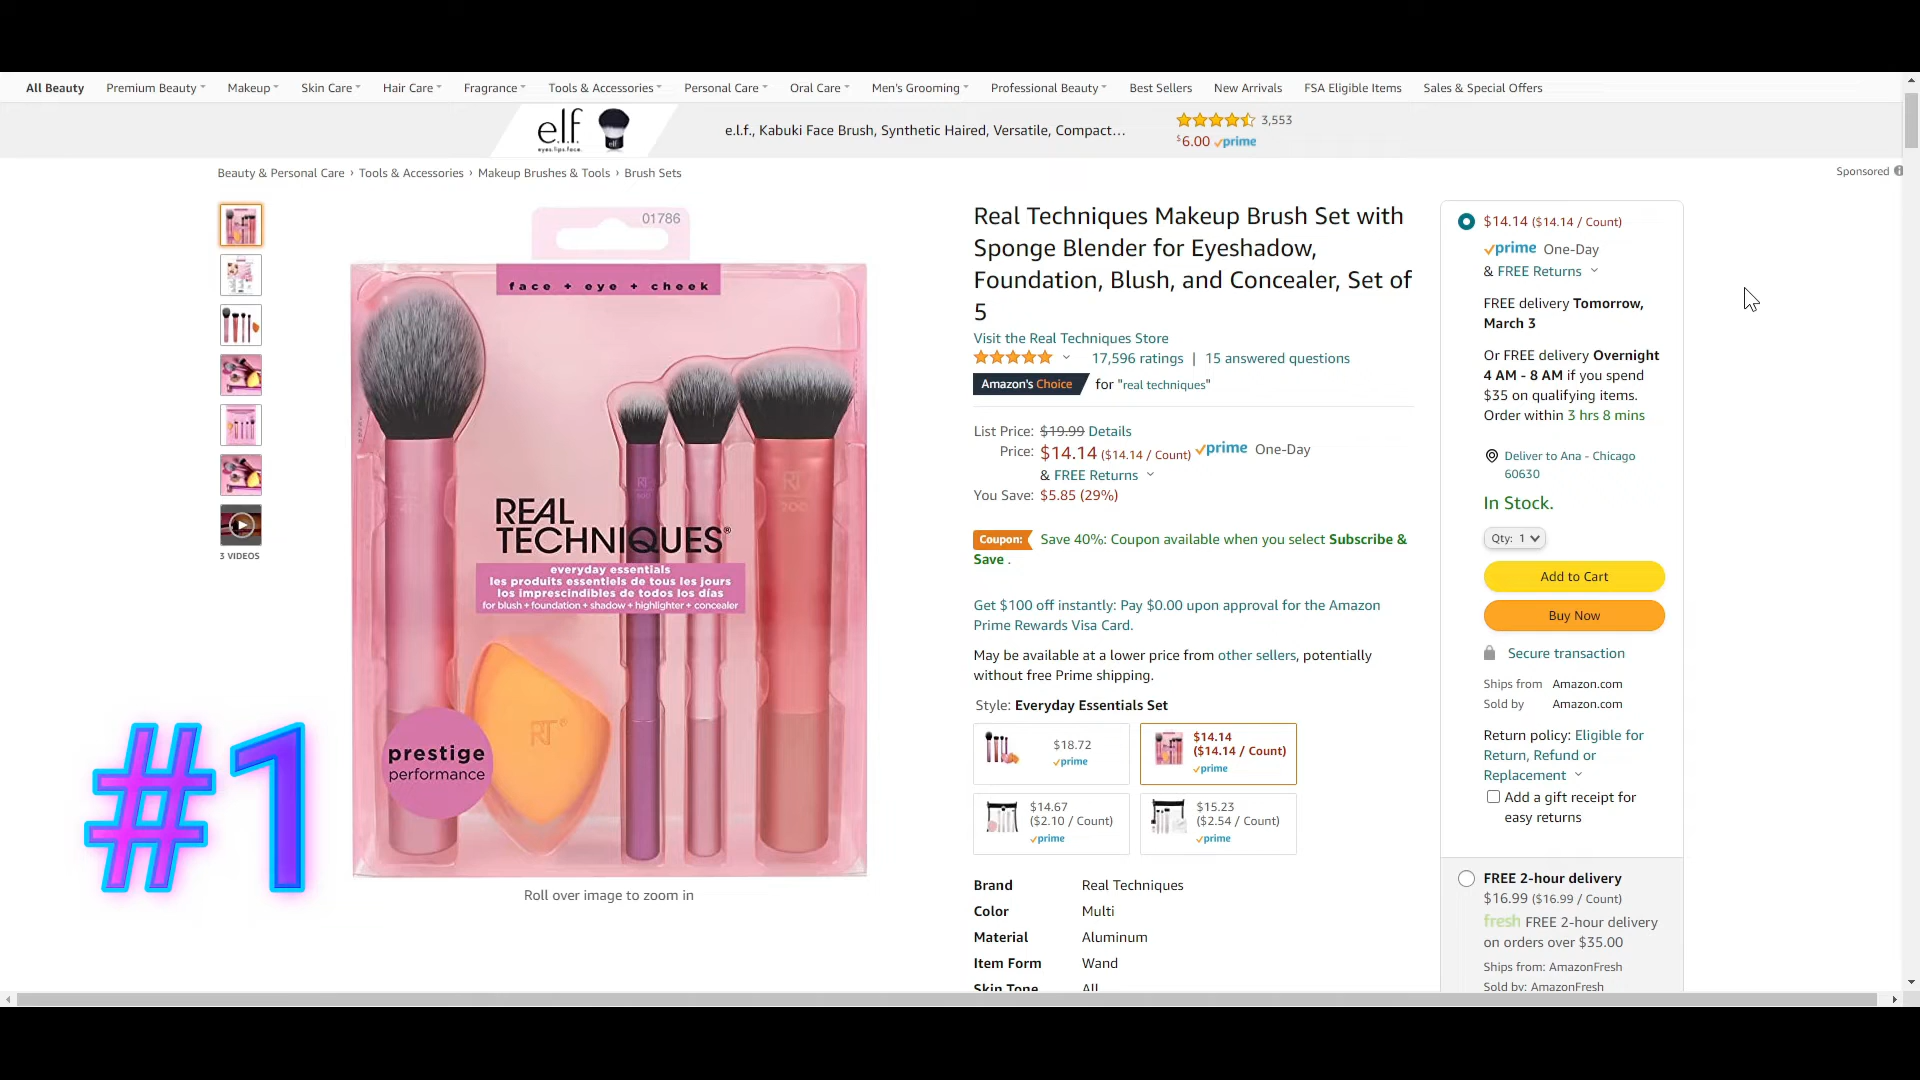 All Beauty Premium Beauty Makeup Skin Care Hair Care Fragrance Tools & Accessories Personal Care Oral Care Men's Grooming Professional Beauty Best Sellers New Arrivals FSA Eligible Items Sales & Special Offers
e.l.f.
eyes.lips.face.
elf
e.l.f., Kabuki Face Brush, Synthetic Haired, Versatile, Compact…
3,553
$6.00 prime
Sponsored
Beauty & Personal Care › Tools & Accessories › Makeup Brushes & Tools › Brush Sets
3 VIDEOS
01786
face + eye + cheek
REAL
TECHNIQUES®
everyday essentials
les produits essentiels de tous les jours
los imprescindibles de todos los días
for blush + foundation + shadow + highlighter + concealer
RT
200
RT®
prestige
performance
#1
Roll over image to zoom in
Real Techniques Makeup Brush Set with
Sponge Blender for Eyeshadow,
Foundation, Blush, and Concealer, Set of
5
Visit the Real Techniques Store
17,596 ratings | 15 answered questions
Amazon's Choice for "real techniques"
List Price: $19.99 Details
Price: $14.14 ($14.14 / Count) prime One-Day
& FREE Returns
You Save: $5.85 (29%)
Coupon: Save 40%: Coupon available when you select Subscribe &
Save .
Get $100 off instantly: Pay $0.00 upon approval for the Amazon
Prime Rewards Visa Card.
May be available at a lower price from other sellers, potentially
without free Prime shipping.
Style: Everyday Essentials Set
$18.72
prime
$14.14
($14.14 / Count)
prime
$14.67
($2.10 / Count)
prime
$15.23
($2.54 / Count)
prime
Brand Real Techniques
Color Multi
Material Aluminum
Item Form Wand
Skin Tone All
$14.14 ($14.14 / Count)
prime One-Day
& FREE Returns
FREE delivery Tomorrow,
March 3
Or FREE delivery Overnight
4 AM - 8 AM if you spend
$35 on qualifying items.
Order within 3 hrs 8 mins
Deliver to Ana - Chicago
60630
In Stock.
Qty: 1
Add to Cart
Buy Now
Secure transaction
Ships from Amazon.com
Sold by Amazon.com
Return policy: Eligible for
Return, Refund or
Replacement
Add a gift receipt for
easy returns
FREE 2-hour delivery
$16.99 ($16.99 / Count)
fresh FREE 2-hour delivery
on orders over $35.00
Ships from: AmazonFresh
Sold by: AmazonFresh